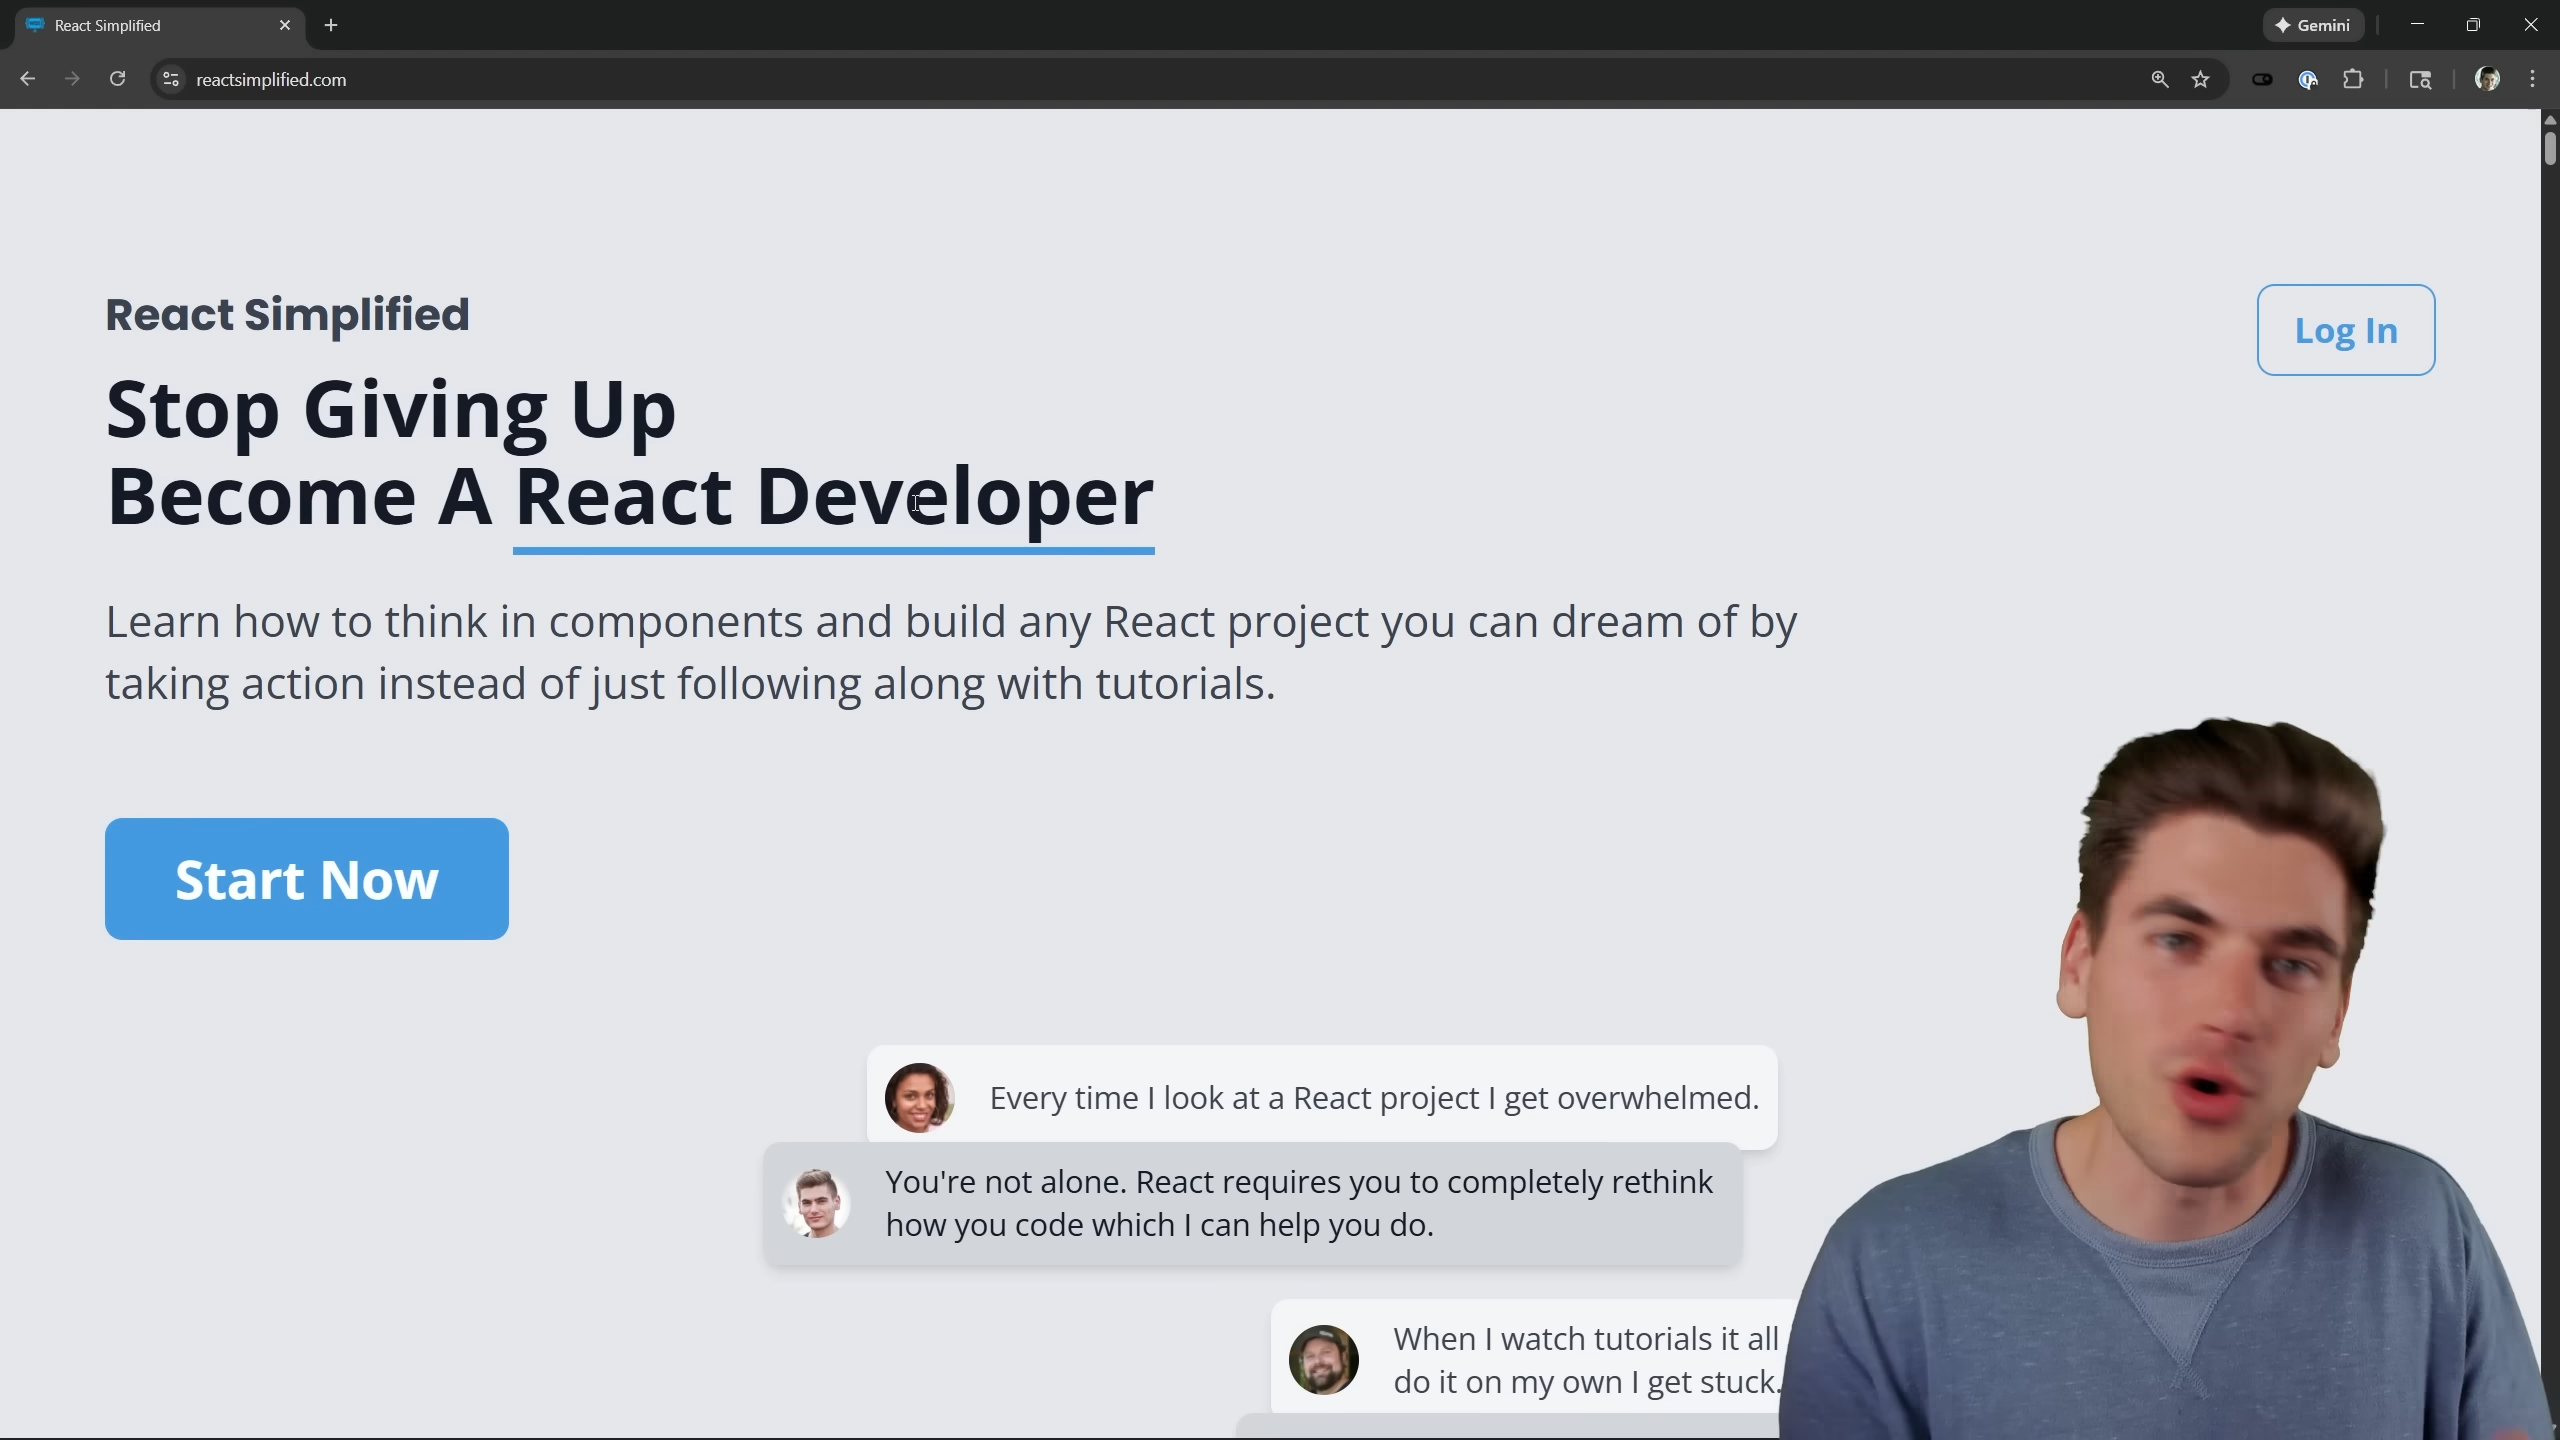 React Simplified
Gemini
reactsimplified.com
React Simplified
Log In
Stop Giving Up
Become A React Developer
Learn how to think in components and build any React project you can dream of by
taking action instead of just following along with tutorials.
Start Now
Every time I look at a React project I get overwhelmed.
You're not alone. React requires you to completely rethink
how you code which I can help you do.
When I watch tutorials it all
do it on my own I get stuck.